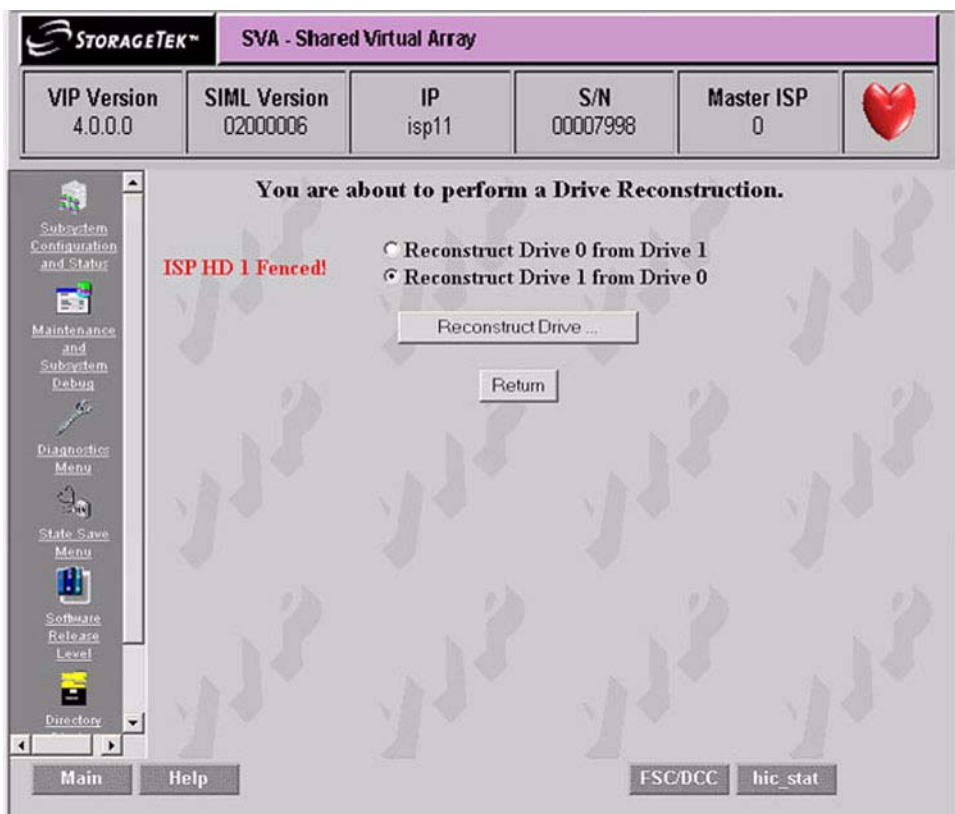 STORAGETEK™
SVA - Shared Virtual Array
VIP Version
4.0.0.0
SIML Version
02000006
IP
isp11
S/N
00007998
Master ISP
0
Subsystem
Configuration
and Status
Maintenance
and
Subsystem
Debug
Diagnostics
Menu
State Save
Menu
Software
Release
Level
Directory
You are about to perform a Drive Reconstruction.
ISP HD 1 Fenced!
Reconstruct Drive 0 from Drive 1
Reconstruct Drive 1 from Drive 0
Reconstruct Drive ...
Return
Main
Help
FSC/DCC
hic_stat